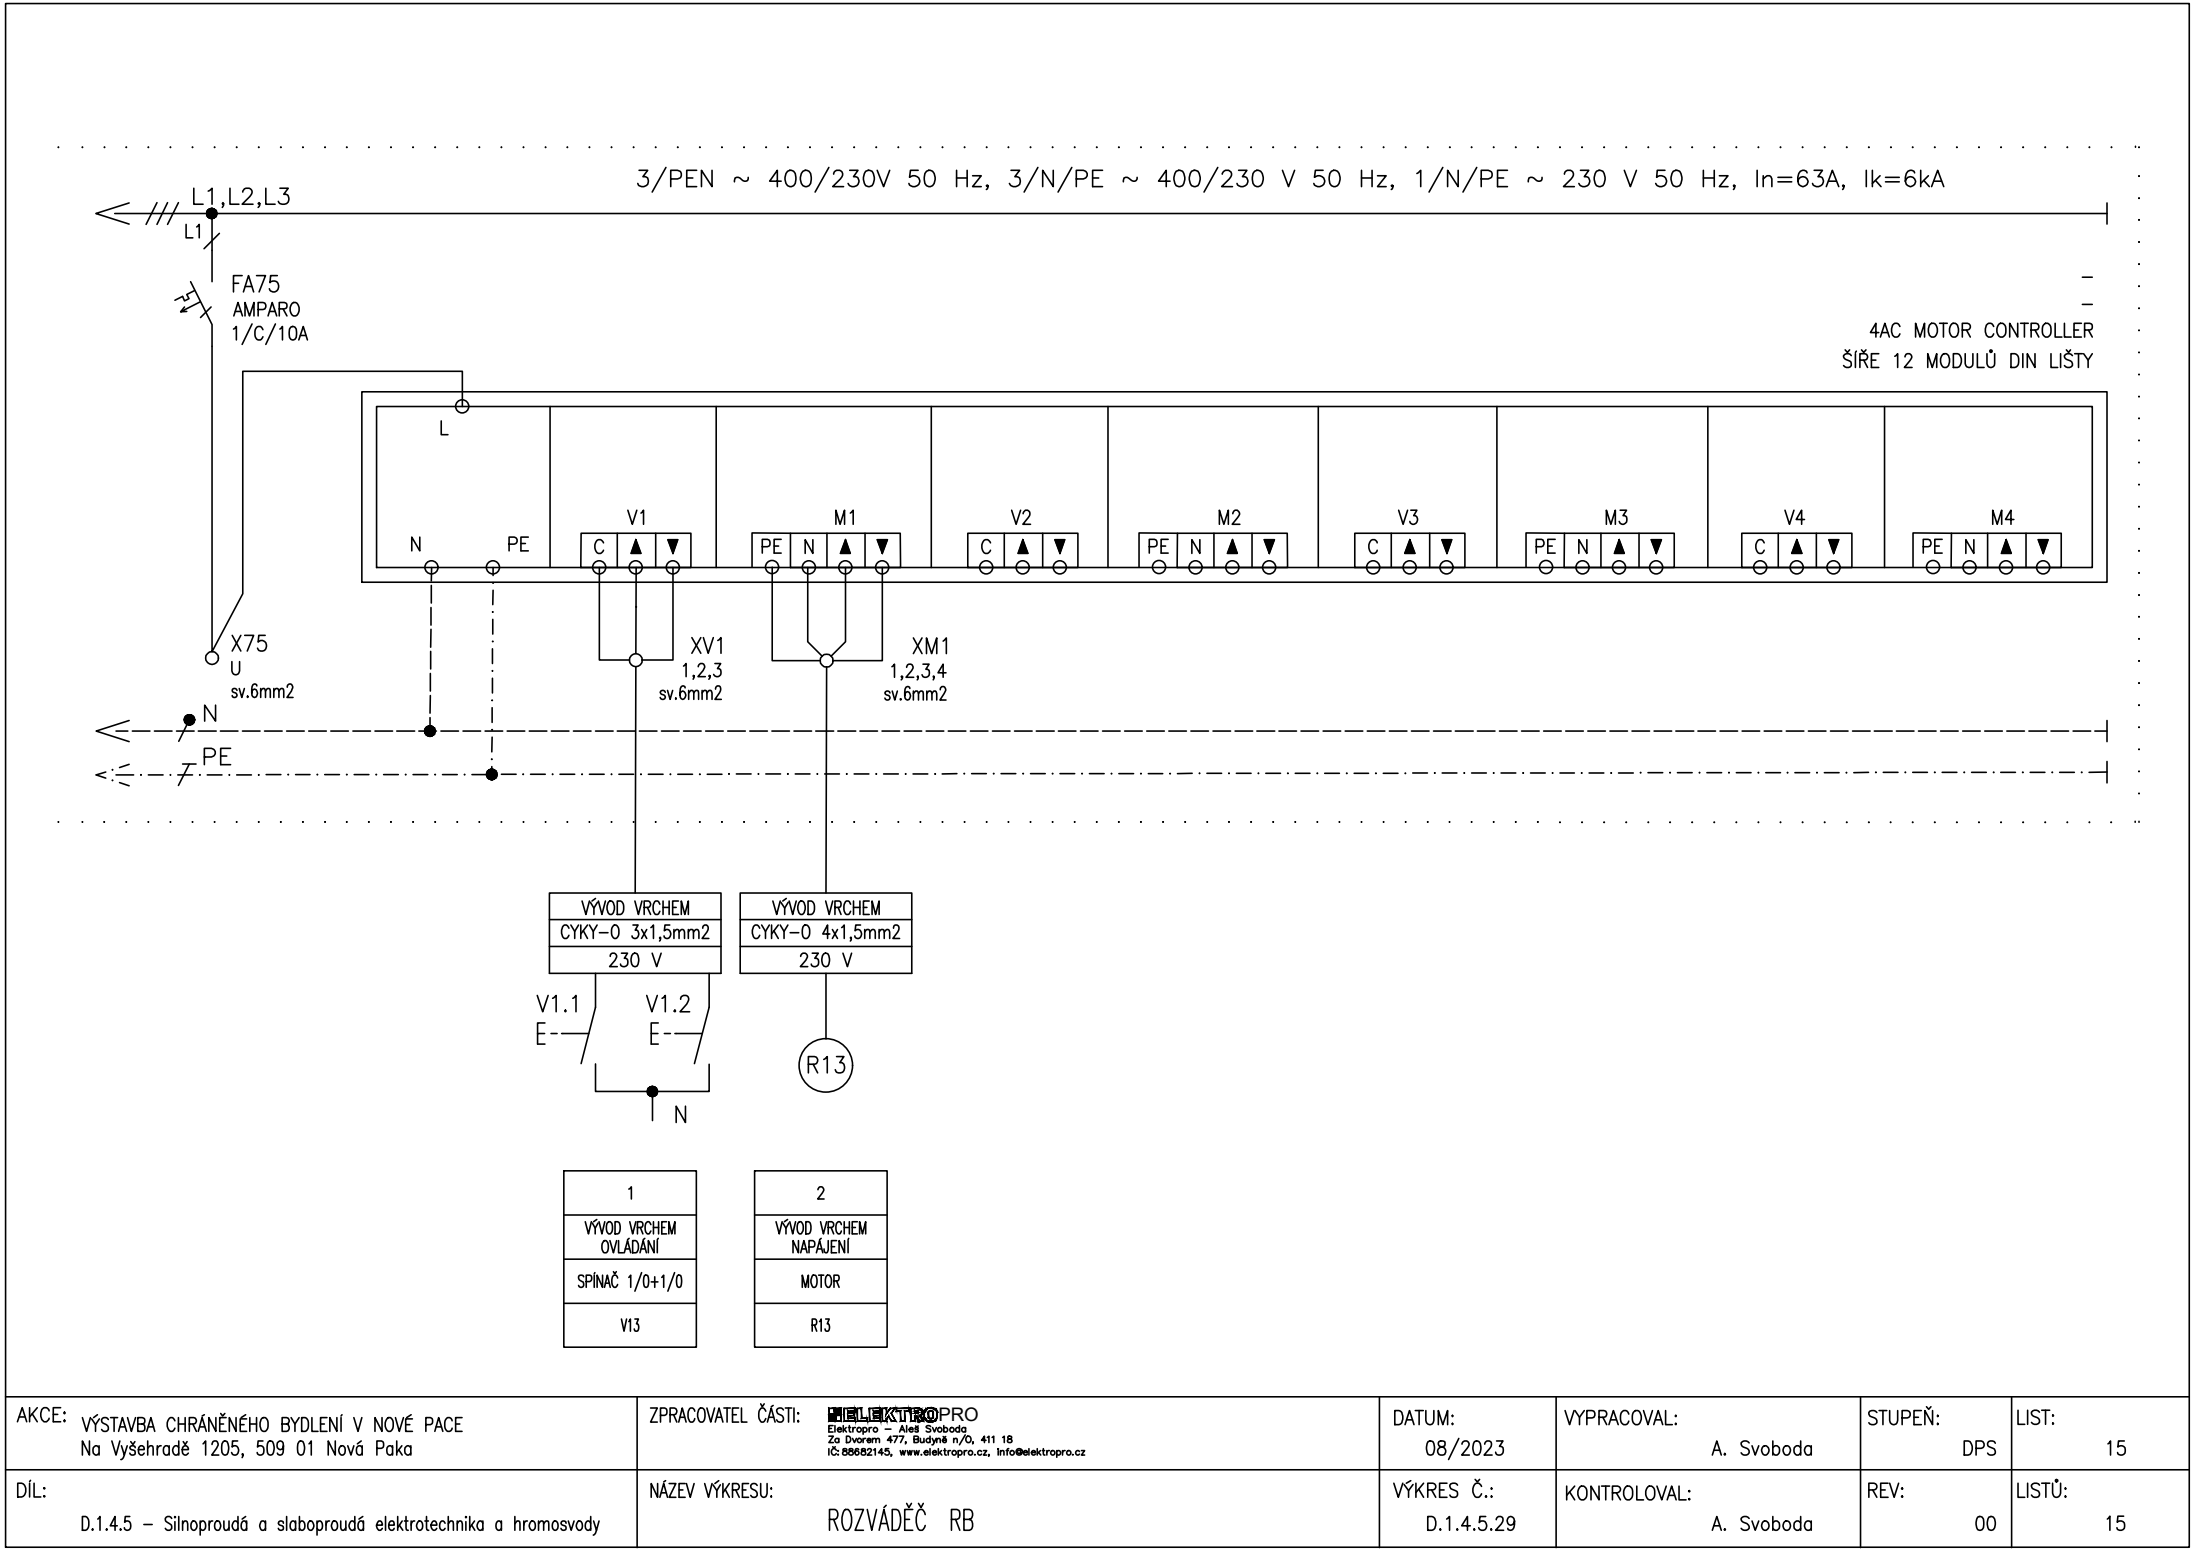 3/PEN ~ 400/230V 50 Hz, 3/N/PE ~ 400/230 V 50 Hz, 1/N/PE ~ 230 V 50 Hz, In=63A, Ik=6kA
L1,L2,L3
L1
FA75
AMPARO
1/C/10A
–
–
4AC MOTOR CONTROLLER
ŠÍŘE 12 MODULŮ DIN LIŠTY
L
N PE
V1 M1 V2 M2 V3 M3 V4 M4
C ▲ ▼ PE N ▲ ▼ C ▲ ▼ PE N ▲ ▼ C ▲ ▼ PE N ▲ ▼ C ▲ ▼ PE N ▲ ▼
X75
U
sv.6mm2
XV1
1,2,3
sv.6mm2
XM1
1,2,3,4
sv.6mm2
N
PE
VÝVOD VRCHEM
CYKY-O 3x1,5mm2
230 V
VÝVOD VRCHEM
CYKY-O 4x1,5mm2
230 V
V1.1
V1.2
R13
N
1
VÝVOD VRCHEM
OVLÁDÁNÍ
SPÍNAČ 1/0+1/0
V13
2
VÝVOD VRCHEM
NAPÁJENÍ
MOTOR
R13
AKCE:
VÝSTAVBA CHRÁNĚNÉHO BYDLENÍ V NOVÉ PACE
Na Vyšehradě 1205, 509 01 Nová Paka
ZPRACOVATEL ČÁSTI:
ELEKTROPRO
Elektropro – Aleš Svoboda
Za Dvorem 477, Budyně n/O, 411 18
IČ: 88682145, www.elektropro.cz, info@elektropro.cz
DATUM:
08/2023
VYPRACOVAL:
A. Svoboda
STUPEŇ:
DPS
LIST:
15
DÍL:
D.1.4.5 – Silnoproudá a slaboproudá elektrotechnika a hromosvody
NÁZEV VÝKRESU:
ROZVÁDĚČ RB
VÝKRES Č.:
D.1.4.5.29
KONTROLOVAL:
A. Svoboda
REV:
00
LISTŮ:
15